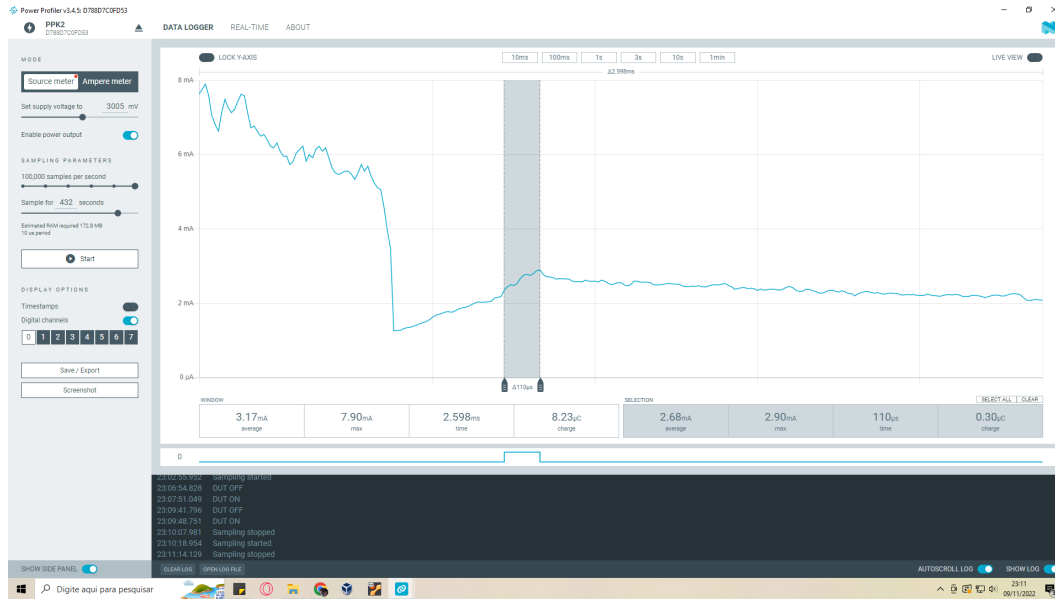 Power Profiler v3.4.5: D788D7C0FD53
PPK2
D788D7C0FD53
DATA LOGGER REAL-TIME ABOUT
MODE
Source meter Ampere meter
Set supply voltage to 3005 mV
Enable power output
SAMPLING PARAMETERS
100,000 samples per second
Sample for 432 seconds
Estimated RAM required 172.8 MB
10 us period
Start
DISPLAY OPTIONS
Timestamps
Digital channels
0 1 2 3 4 5 6 7
Save / Export
Screenshot
SHOW SIDE PANEL
LOCK Y-AXIS
10ms 100ms 1s 3s 10s 1min
LIVE VIEW
Δ2.598ms
8 mA
6 mA
4 mA
2 mA
0 µA
Δ110µs
WINDOW
3.17mA 7.90mA 2.598ms 8.23µC
average max time charge
SELECTION SELECT ALL CLEAR
2.68mA 2.90mA 110µs 0.30µC
average max time charge
0
23:02:55.952 Sampling started
23:06:54.828 DUT OFF
23:07:51.049 DUT ON
23:09:41.796 DUT OFF
23:09:48.751 DUT ON
23:10:07.981 Sampling stopped
23:10:18.954 Sampling started
23:11:14.129 Sampling stopped
CLEAR LOG OPEN LOG FILE AUTOSCROLL LOG SHOW LOG
Digite aqui para pesquisar
23:11
09/11/2022